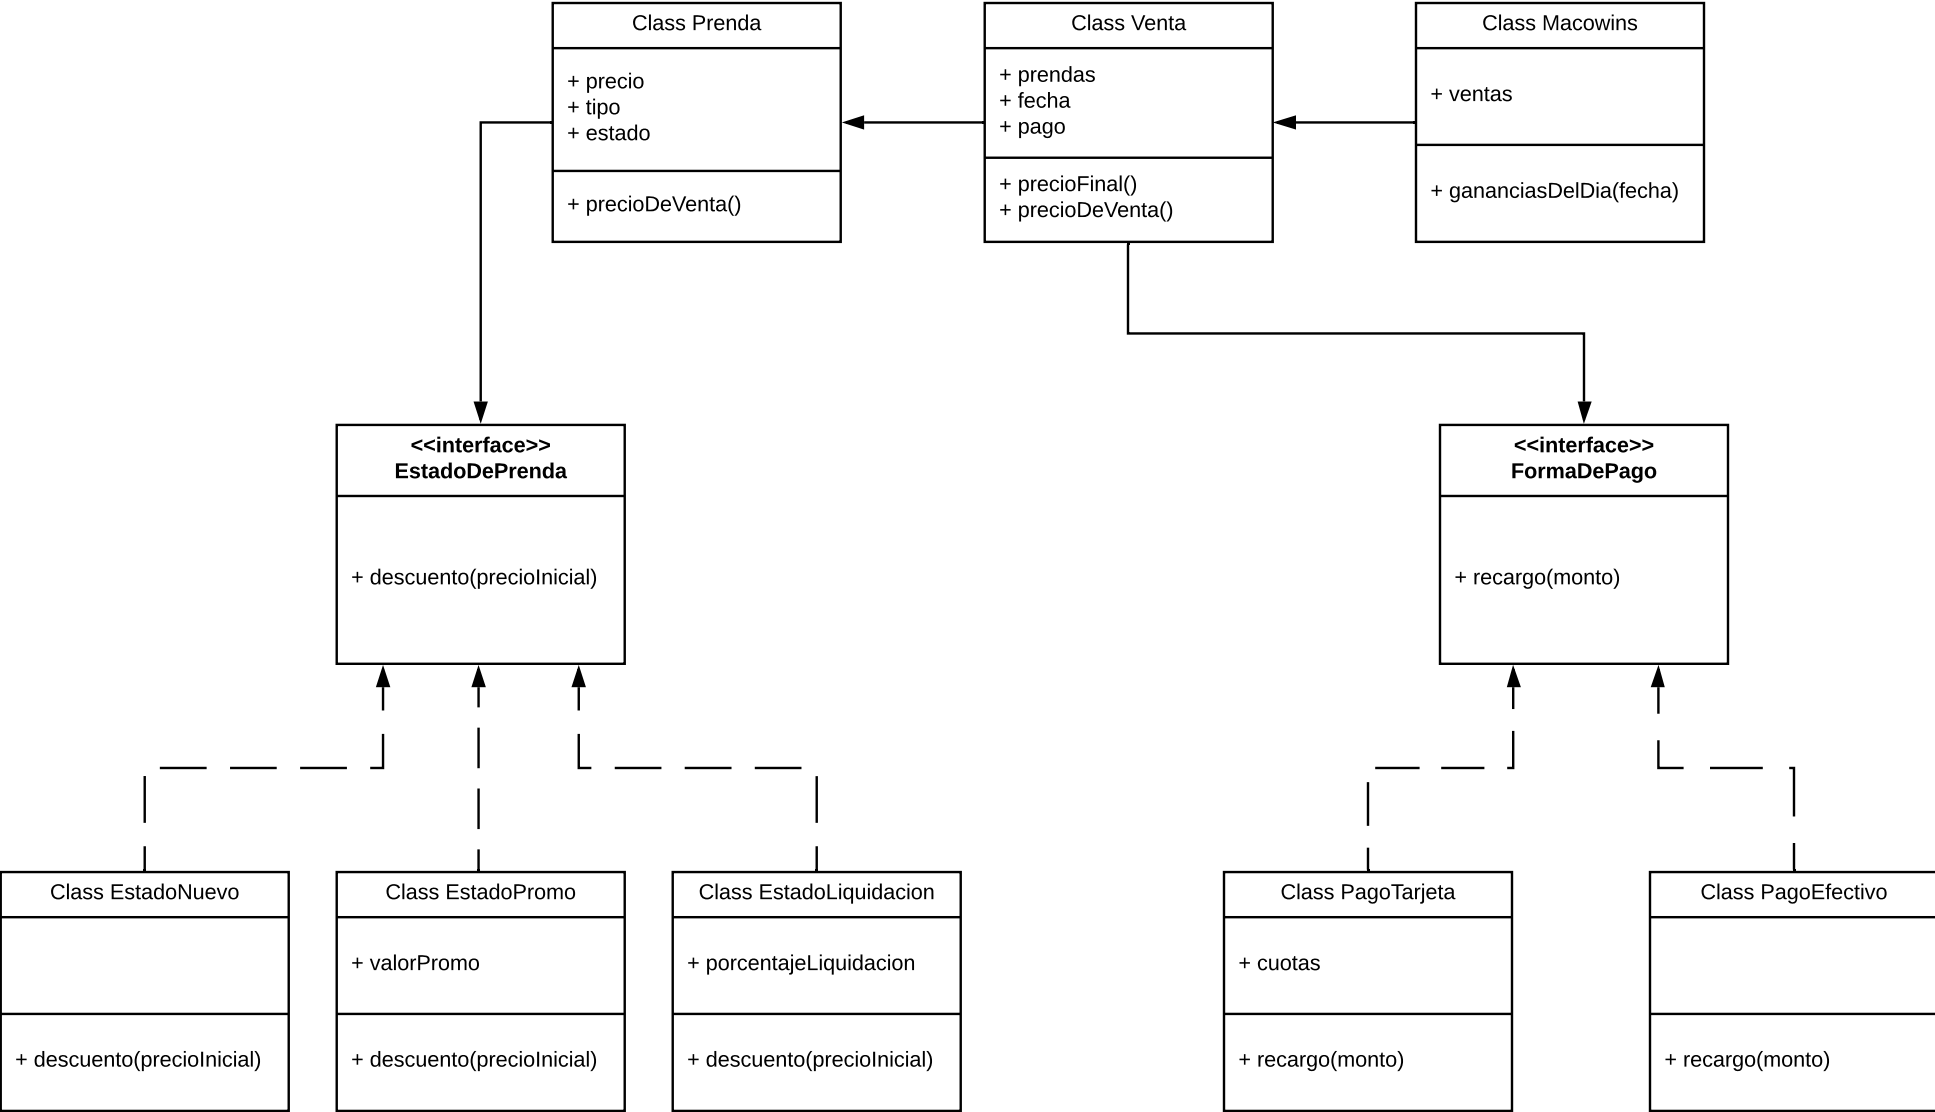 Class Prenda
+ precio
+ tipo
+ estado
+ precioDeVenta()
Class Venta
+ prendas
+ fecha
+ pago
+ precioFinal()
+ precioDeVenta()
Class Macowins
+ ventas
+ gananciasDelDia(fecha)
<<interface>>
EstadoDePrenda
+ descuento(precioInicial)
<<interface>>
FormaDePago
+ recargo(monto)
Class EstadoNuevo
+ descuento(precioInicial)
Class EstadoPromo
+ valorPromo
+ descuento(precioInicial)
Class EstadoLiquidacion
+ porcentajeLiquidacion
+ descuento(precioInicial)
Class PagoTarjeta
+ cuotas
+ recargo(monto)
Class PagoEfectivo
+ recargo(monto)